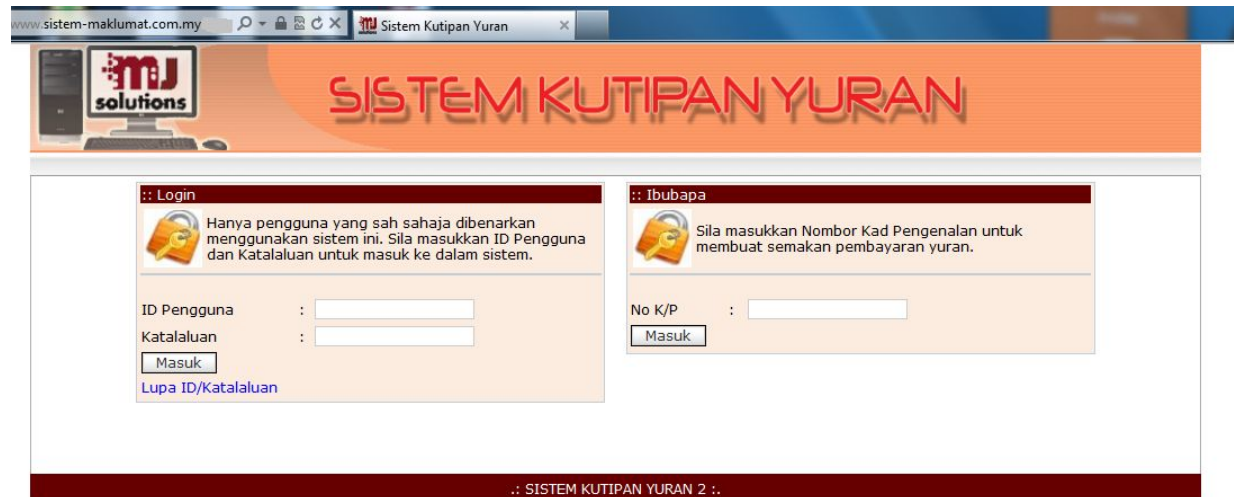 www.sistem-maklumat.com.my
Sistem Kutipan Yuran
MJ
solutions
SISTEM KUTIPAN YURAN
:: Login
Hanya pengguna yang sah sahaja dibenarkan
menggunakan sistem ini. Sila masukkan ID Pengguna
dan Katalaluan untuk masuk ke dalam sistem.
ID Pengguna :
Katalaluan :
Masuk
Lupa ID/Katalaluan
:: Ibubapa
Sila masukkan Nombor Kad Pengenalan untuk
membuat semakan pembayaran yuran.
No K/P :
Masuk
.: SISTEM KUTIPAN YURAN 2 :.